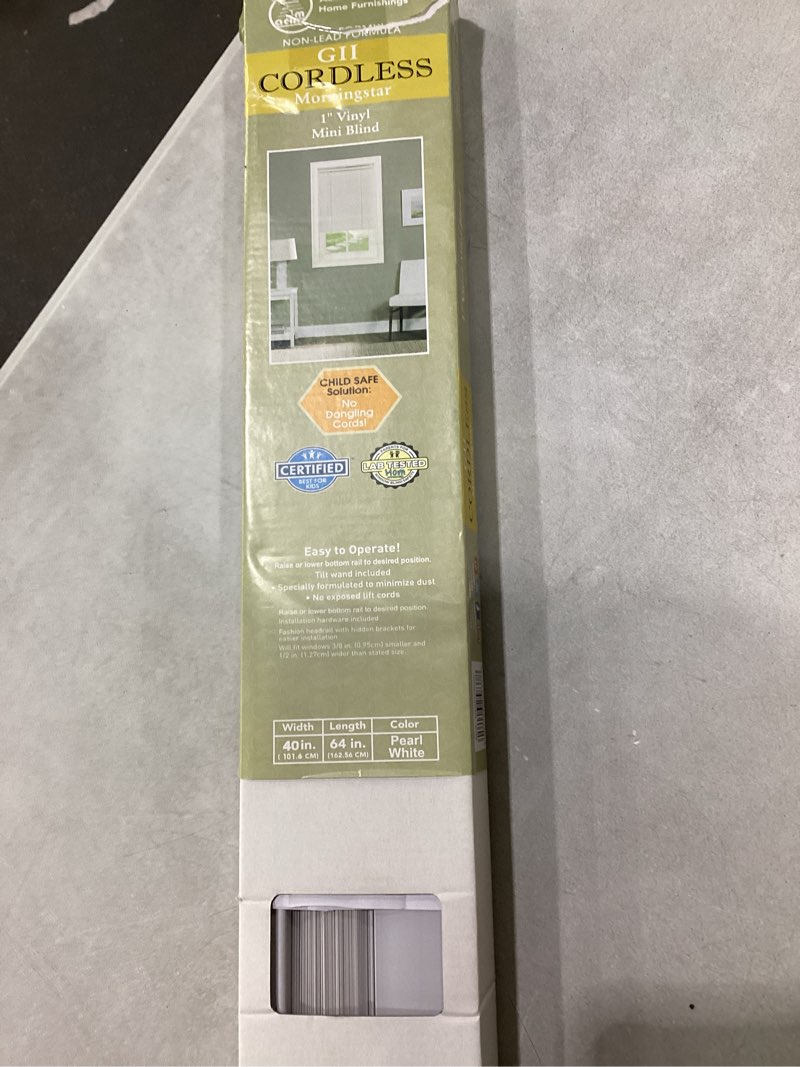 Home Furnishings
NON-LEAD FORMULA
GII
CORDLESS
Morningstar
1" Vinyl
Mini Blind
CHILD SAFE
Solution:
No
Dangling
Cords!
CERTIFIED
BEST FOR
KIDS
LAB TESTED
Easy to Operate!
Raise or lower bottom rail to desired position.
Tilt wand included
• Specially formulated to minimize dust
• No exposed lift cords
Raise or lower bottom rail to desired position
Installation hardware included
Fashion headrail with hidden brackets for
easier installation
Will fit windows 3/8 in. (0.95cm) smaller and
1/2 in. (1.27cm) wider than stated size.
Width Length Color
40 in. 64 in. Pearl
(101.6 CM) (162.56 CM) White
CORDLESS